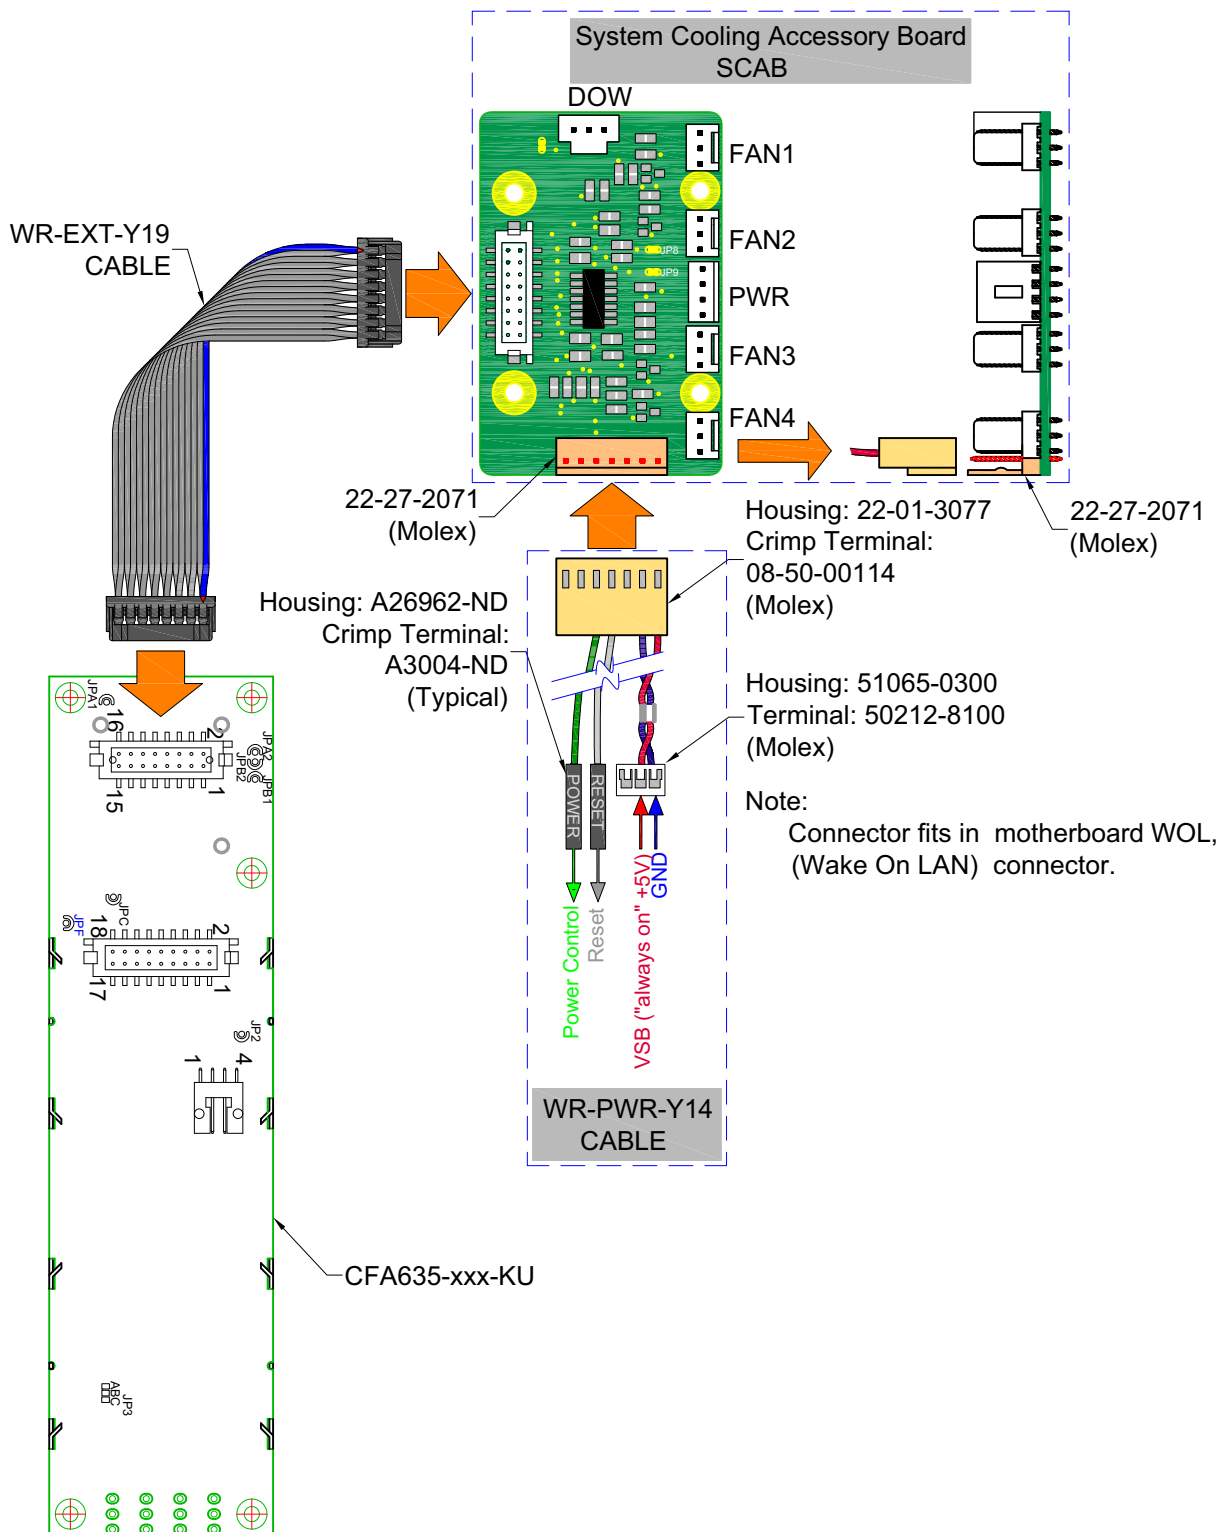 System Cooling Accessory Board
SCAB
DOW
FAN1
FAN2
JP8
JP9
PWR
FAN3
FAN4
WR-EXT-Y19
CABLE
22-27-2071
(Molex)
Housing: 22-01-3077
Crimp Terminal:
08-50-00114
(Molex)
22-27-2071
(Molex)
Housing: A26962-ND
Crimp Terminal:
A3004-ND
(Typical)
Housing: 51065-0300
Terminal: 50212-8100
(Molex)
Note:
Connector fits in motherboard WOL,
(Wake On LAN) connector.
POWER
RESET
Power Control
Reset
VSB ("always on" +5V)
GND
WR-PWR-Y14
CABLE
JPA1
16
2
JPA2
JPB2
JPB1
15
1
JPC
JPF
18
2
17
1
JP2
1
4
CFA635-xxx-KU
ABC
JP3